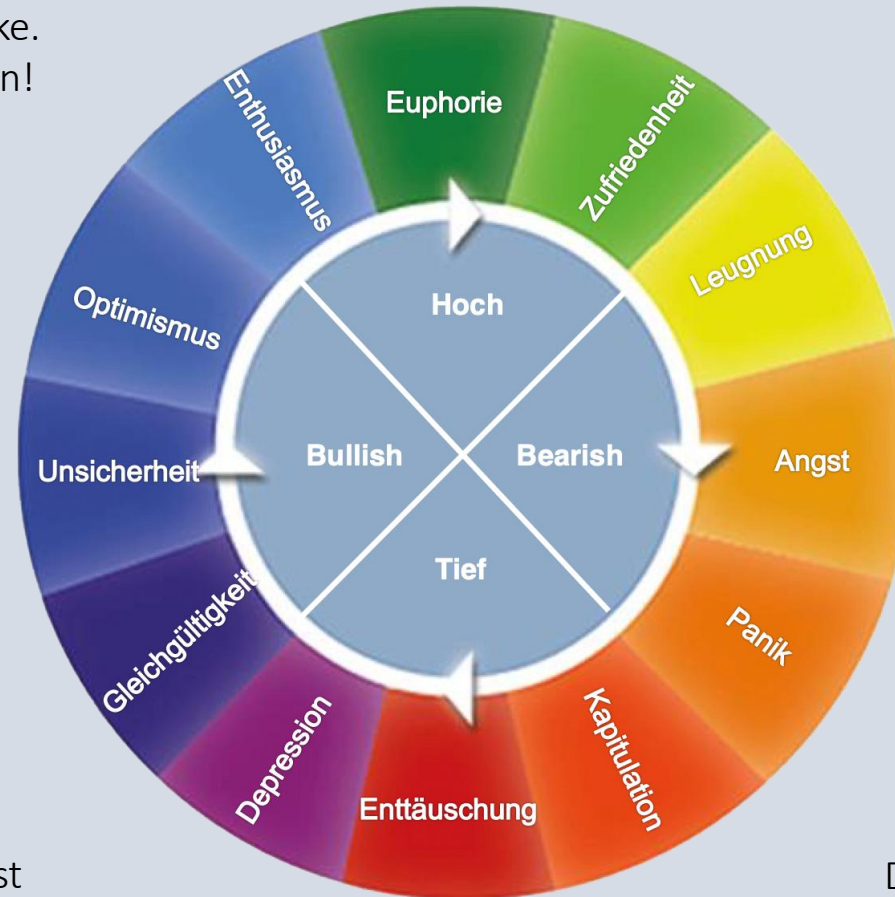 ke.
n!
Euphorie
Zufriedenheit
Leugnung
Angst
Panik
Kapitulation
Enttäuschung
Depression
Gleichgültigkeit
Unsicherheit
Optimismus
Enthusiasmus
Hoch
Bullish
Bearish
Tief
st